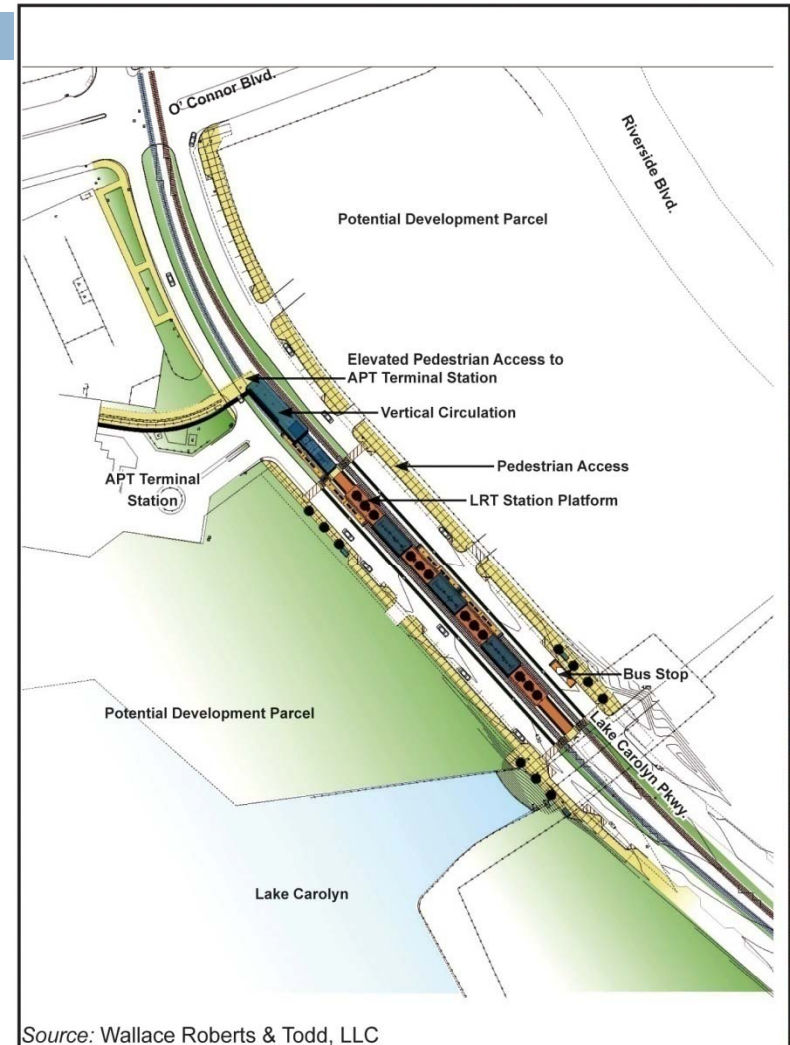 O' Connor Blvd.
Riverside Blvd.
Potential Development Parcel
Elevated Pedestrian Access to
APT Terminal Station
Vertical Circulation
Pedestrian Access
APT Terminal
Station
LRT Station Platform
Bus Stop
Potential Development Parcel
Lake Carolyn Pkwy.
Lake Carolyn
Source: Wallace Roberts & Todd, LLC